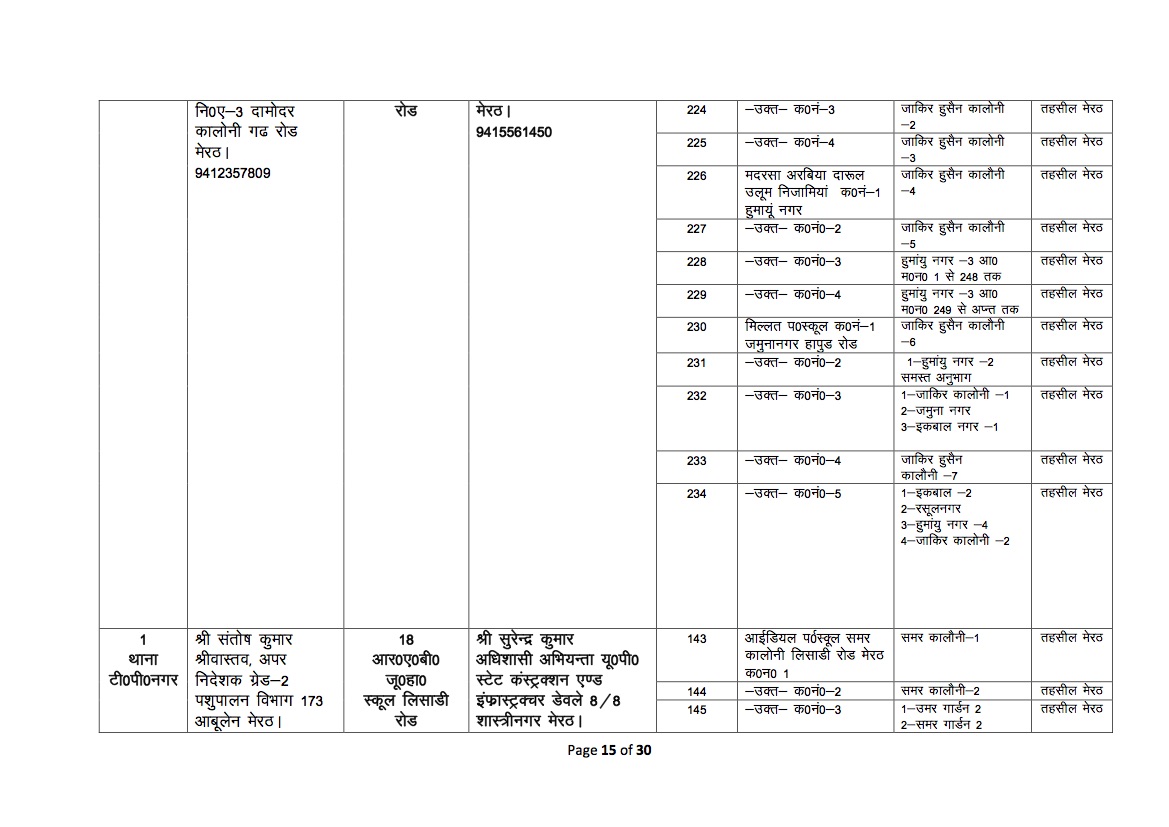 नि0ए–3 दामोदर
कालोनी गढ रोड
मेरठ।
9412357809
रोड
मेरठ।
9415561450
224 –उक्त– क0नं–3 जाकिर हुसैन कालोनी तहसील मेरठ
–2
225 –उक्त– क0नं–4 जाकिर हुसैन कालोनी तहसील मेरठ
–3
226 मदरसा अरबिया दारूल जाकिर हुसैन कालौनी तहसील मेरठ
उलूम निजामियां क0नं–1 –4
हुमायूं नगर
227 –उक्त– क0नं0–2 जाकिर हुसैन कालौनी तहसील मेरठ
–5
228 –उक्त– क0नं0–3 हुमांयु नगर –3 आ0 तहसील मेरठ
म0न0 1 से 248 तक
229 –उक्त– क0नं0–4 हुमांयु नगर –3 आ0 तहसील मेरठ
म0न0 249 से अप्न्त तक
230 मिल्लत प0स्कूल क0नं–1 जाकिर हुसैन कालौनी तहसील मेरठ
जमुनानगर हापुड रोड –6
231 –उक्त– क0नं0–2 1–हुमांयु नगर –2 तहसील मेरठ
समस्त अनुभाग
232 –उक्त– क0नं0–3 1–जाकिर कालोनी –1 तहसील मेरठ
2–जमुना नगर
3–इकबाल नगर –1
233 –उक्त– क0नं0–4 जाकिर हुसैन तहसील मेरठ
कालौनी –7
234 –उक्त– क0नं0–5 1–इकबाल –2 तहसील मेरठ
2–रसूलनगर
3–हुमांयु नगर –4
4–जाकिर कालोनी –2
1
थाना
टी0पी0नगर
श्री संतोष कुमार
श्रीवास्तव, अपर
निदेशक ग्रेड–2
पशुपालन विभाग 173
आबूलेन मेरठ।
18
आर0ए0बी0
जू0हा0
स्कूल लिसाडी
रोड
श्री सुरेन्द्र कुमार
अधिशासी अभियन्ता यू0पी0
स्टेट कंस्ट्रक्शन एण्ड
इंफ्रास्ट्रक्चर डेवले 8/8
शास्त्रीनगर मेरठ।
143 आईडियल प0स्कूल समर समर कालौनी–1 तहसील मेरठ
कालोनी लिसाडी रोड मेरठ
क0न0 1
144 –उक्त– क0नं0–2 समर कालौनी–2 तहसील मेरठ
145 –उक्त– क0नं0–3 1–उमर गार्डन 2 तहसील मेरठ
2–समर गार्डन 2
Page 15 of 30